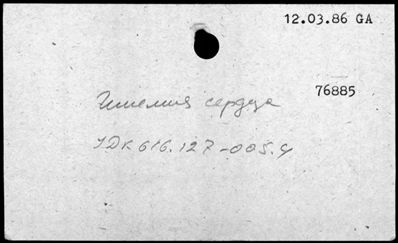 12.03.86 GA
76885
Ишемия сердца
УДК 616.127-005.4